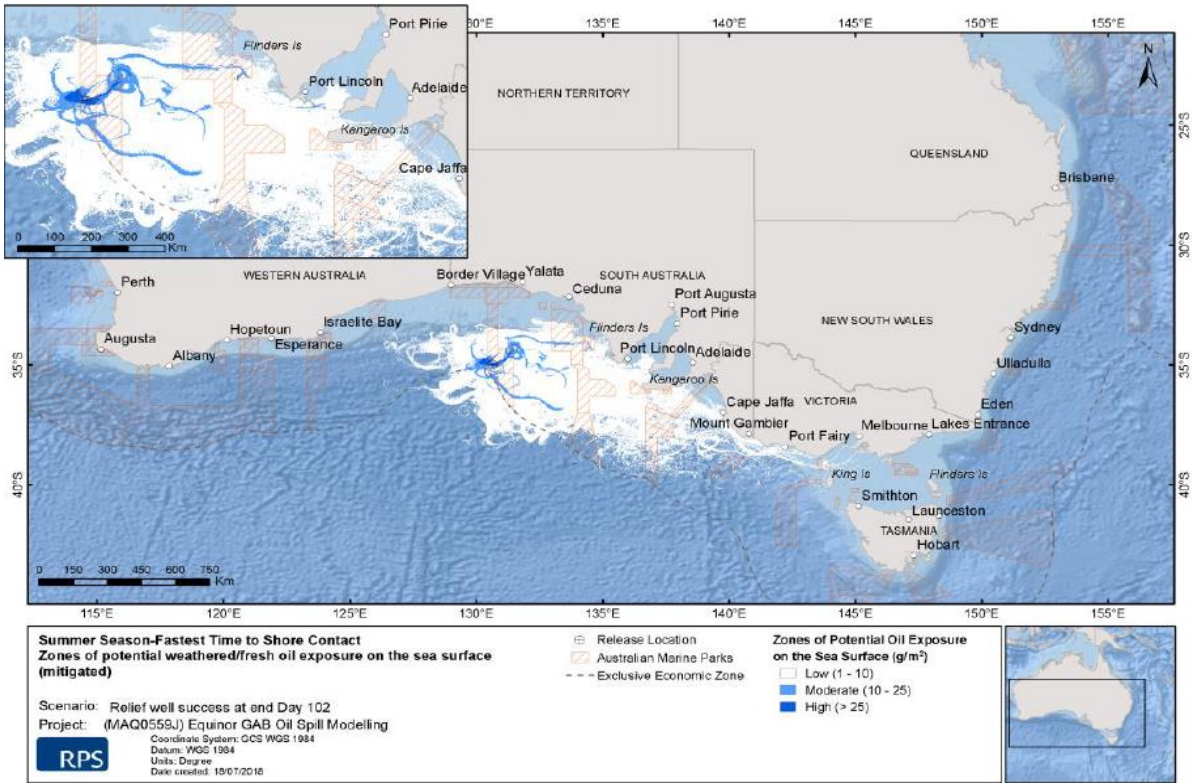 130°E 135°E 140°E 145°E 150°E 155°E
Port Pirie
Flinders Is
Port Lincoln
Adelaide
Kangaroo Is
Cape Jaffa
0 100 200 300 400
Km
N
NORTHERN TERRITORY
25°S
QUEENSLAND
Brisbane
30°S
WESTERN AUSTRALIA
Border Village
Yalata
SOUTH AUSTRALIA
Perth
Ceduna
Port Augusta
Port Pirie
Augusta
Hopetoun
Israelite Bay
Flinders Is
NEW SOUTH WALES
Sydney
Albany
Esperance
Port Lincoln
Adelaide
Ulladulla
35°S
35°S
Kangaroo Is
Cape Jaffa
VICTORIA
Eden
Mount Gambier
Melbourne
Lakes Entrance
Port Fairy
King Is
Flinders Is
40°S
40°S
Smithton
Launceston
TASMANIA
Hobart
0 150 300 450 600 750
Km
115°E 120°E 125°E 130°E 135°E 140°E 145°E 150°E 155°E
Summer Season-Fastest Time to Shore Contact
Zones of potential weathered/fresh oil exposure on the sea surface
(mitigated)
Scenario: Relief well success at end Day 102
Project: (MAQ0559J) Equinor GAB Oil Spill Modelling
RPS
Coordinate System: GCS WGS 1984
Datum: WGS 1984
Units: Degree
Date created: 18/07/2018
Release Location
Australian Marine Parks
Exclusive Economic Zone
Zones of Potential Oil Exposure
on the Sea Surface (g/m²)
Low (1 - 10)
Moderate (10 - 25)
High (> 25)